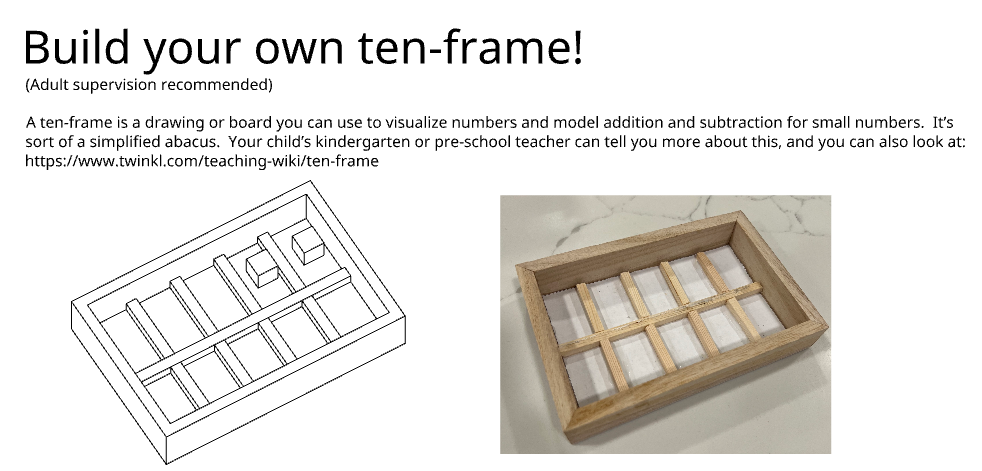 Build your own ten-frame!
(Adult supervision recommended)
A ten-frame is a drawing or board you can use to visualize numbers and model addition and subtraction for small numbers.  It’s
sort of a simplified abacus.  Your child’s kindergarten or pre-school teacher can tell you more about this, and you can also look at:
https://www.twinkl.com/teaching-wiki/ten-frame